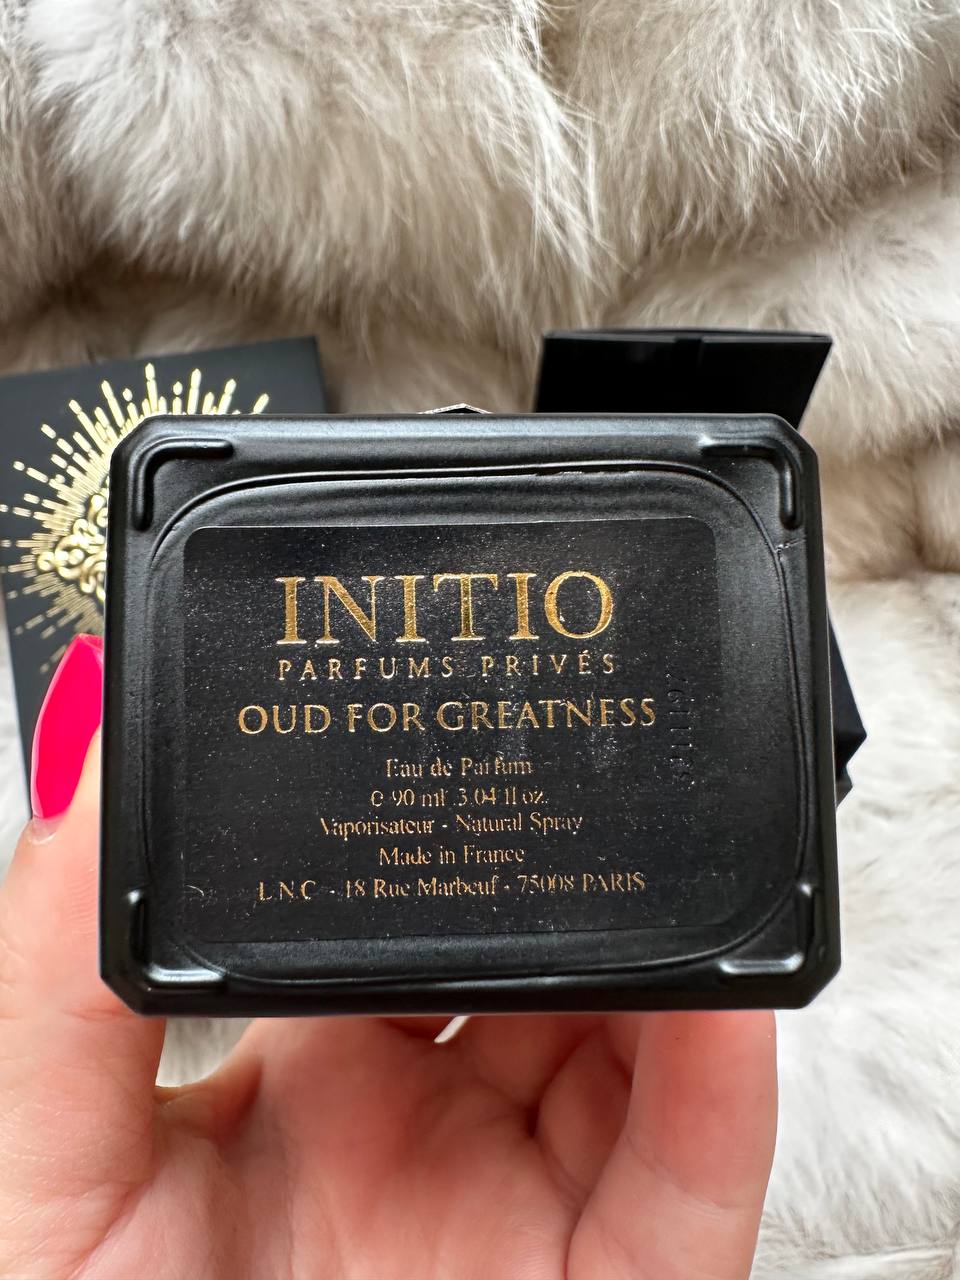 INITIO
PARFUMS PRIVÉS
OUD FOR GREATNESS
Eau de Parfum
e 90 ml 3.04 fl oz.
Vaporisateur - Natural Spray
Made in France
L.N.C - 18 Rue Marbeuf - 75008 PARIS